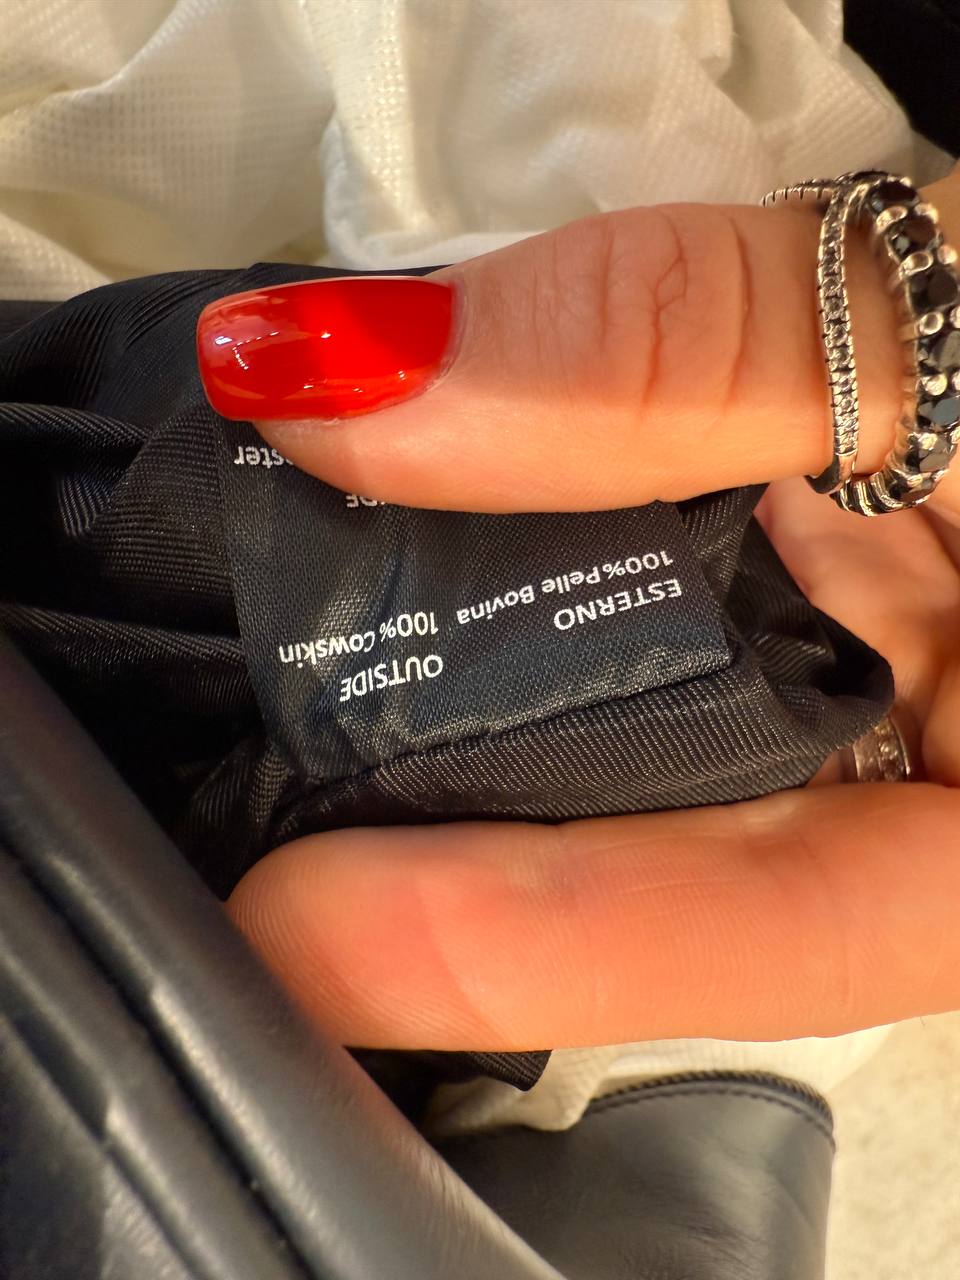 ESTERNO
100%Pelle Bovina
OUTSIDE
100% Cowskin